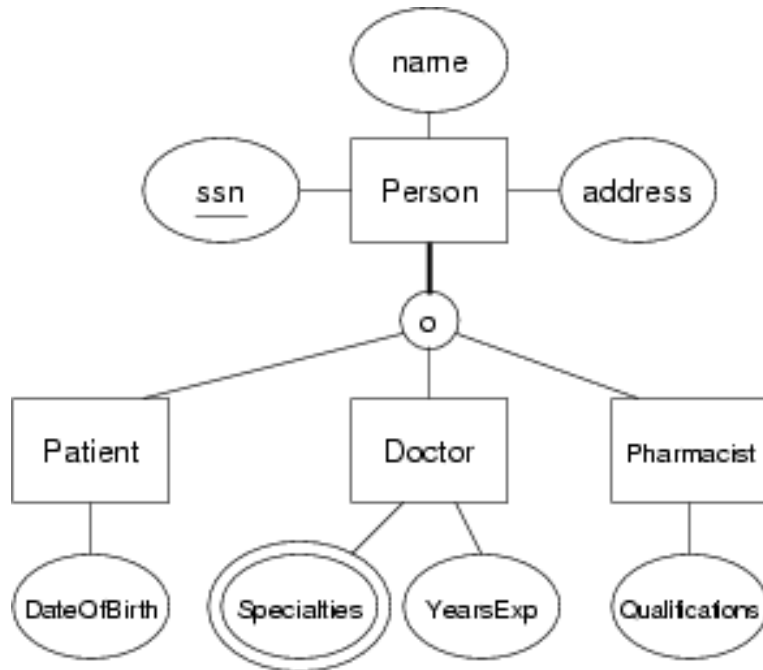 name
ssn
Person
address
o
Patient
Doctor
Pharmacist
DateOfBirth
Specialties
YearsExp
Qualifications